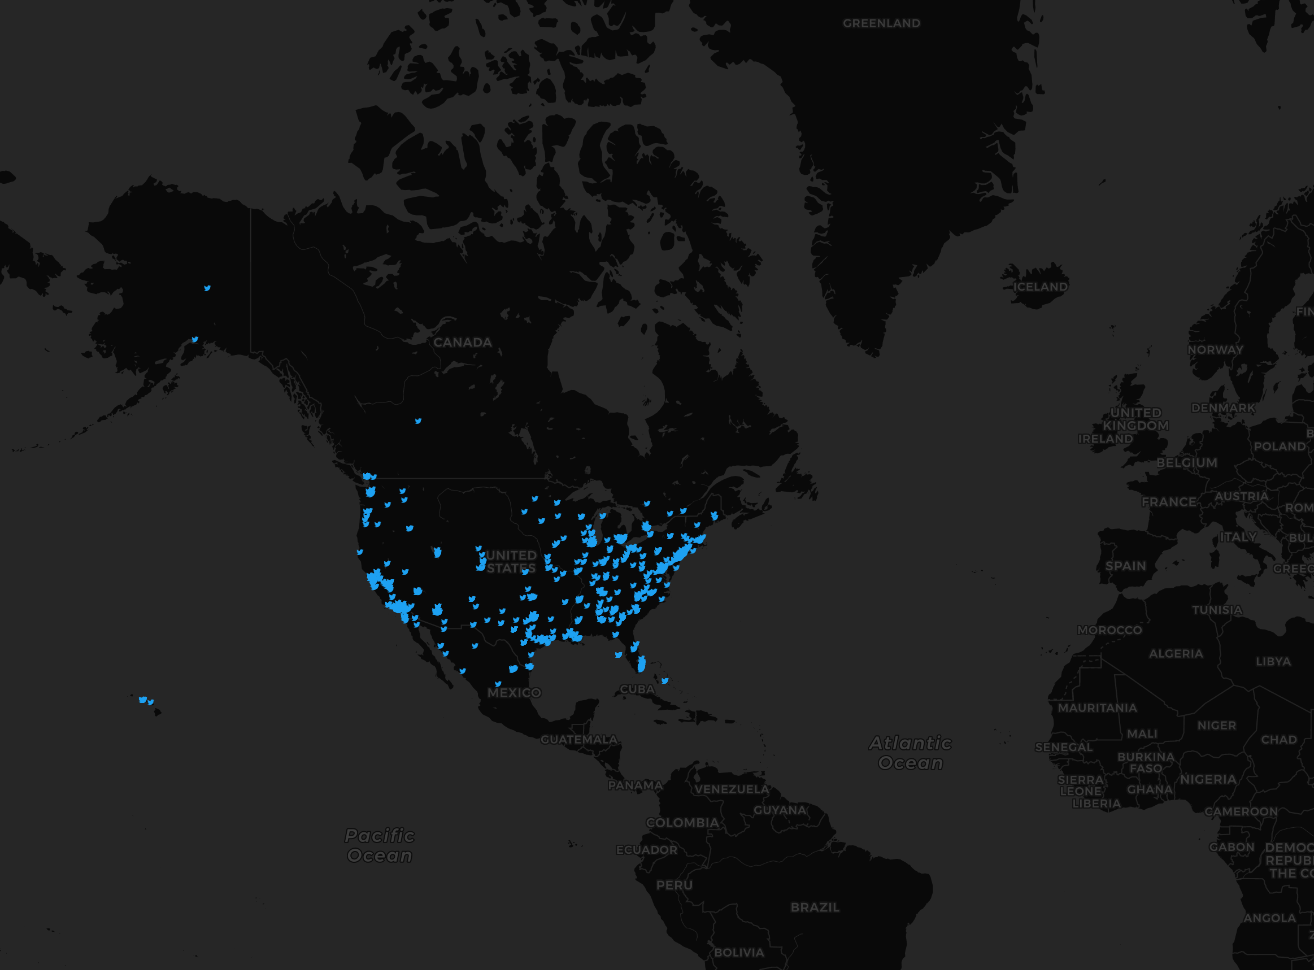 GREENLAND
ICELAND
FIN
CANADA
NORWAY
DENMARK
UNITED
KINGDOM
IRELAND
B
POLAND
BELGIUM
FRANCE
AUSTRIA
ROM
ITALY
BUL
UNITED
STATES
SPAIN
GREEC
TUNISIA
MOROCCO
ALGERIA
LIBYA
MEXICO
CUBA
MAURITANIA
NIGER
MALI
CHAD
GUATEMALA
Atlantic
Ocean
SENEGAL
BURKINA
FASO
PANAMA
VENEZUELA
SIERRA
LEONE
NIGERIA
GHANA
LIBERIA
GUYANA
CAMEROON
COLOMBIA
Pacific
Ocean
ECUADOR
GABON
DEMOC
REPUBL
THE CO
PERU
BRAZIL
ANGOLA
BOLIVIA